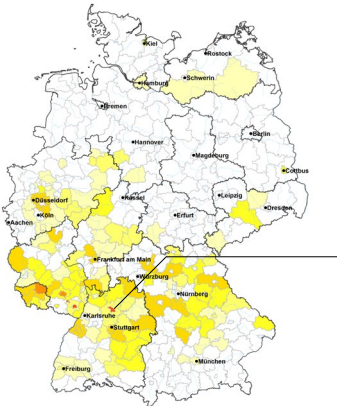 Kiel
Rostock
Hamburg
Schwerin
Bremen
Hannover
Berlin
Magdeburg
Cottbus
Düsseldorf
Kassel
Leipzig
Köln
Erfurt
Dresden
Aachen
Frankfurt am Main
Würzburg
Nürnberg
Karlsruhe
Stuttgart
Freiburg
München